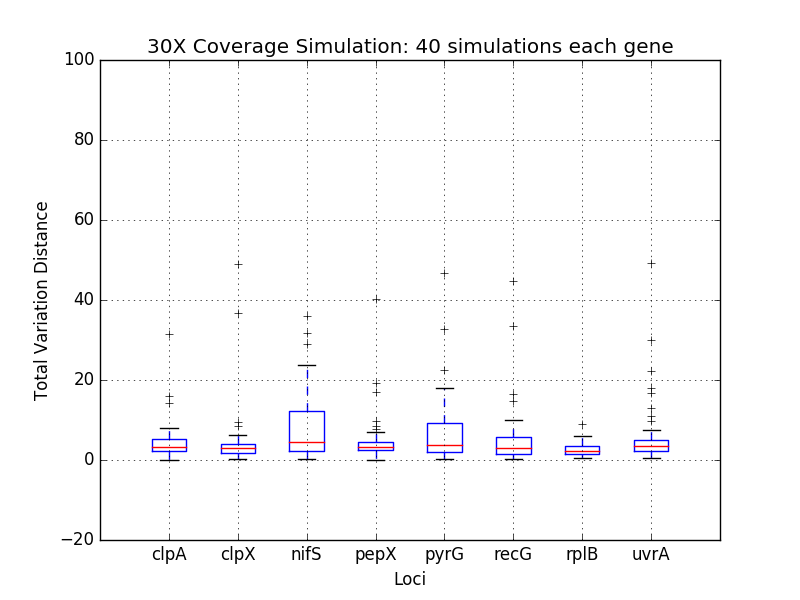 30X Coverage Simulation: 40 simulations each gene
100
80
60
40
20
0
−20
Total Variation Distance
clpA clpX nifS pepX pyrG recG rplB uvrA
Loci